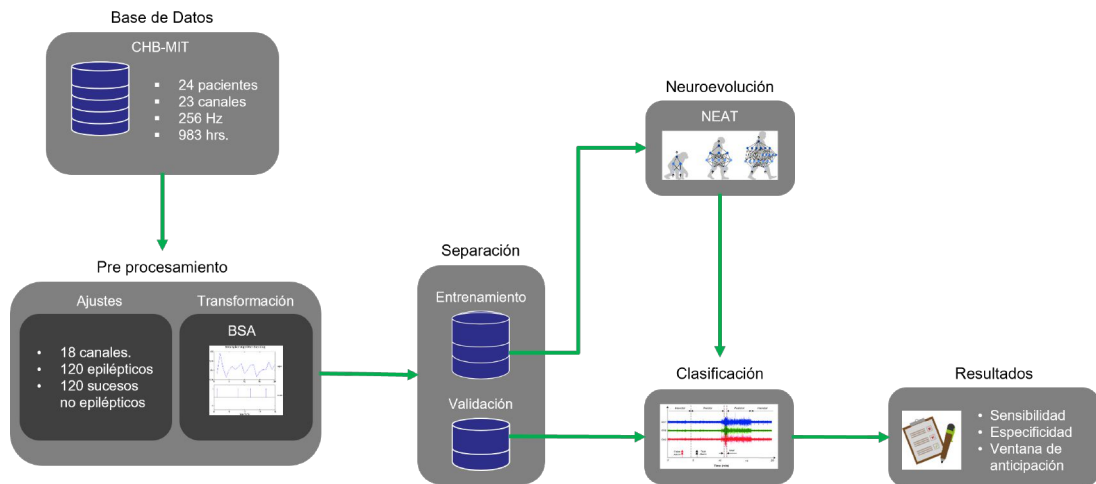 Base de Datos
CHB-MIT
24 pacientes
23 canales
256 Hz
983 hrs.
Pre procesamiento
Ajustes
18 canales.
120 epilépticos
120 sucesos
no epilépticos
Transformación
BSA
Separación
Entrenamiento
Validación
Neuroevolución
NEAT
Clasificación
Resultados
Sensibilidad
Especificidad
Ventana de
anticipación